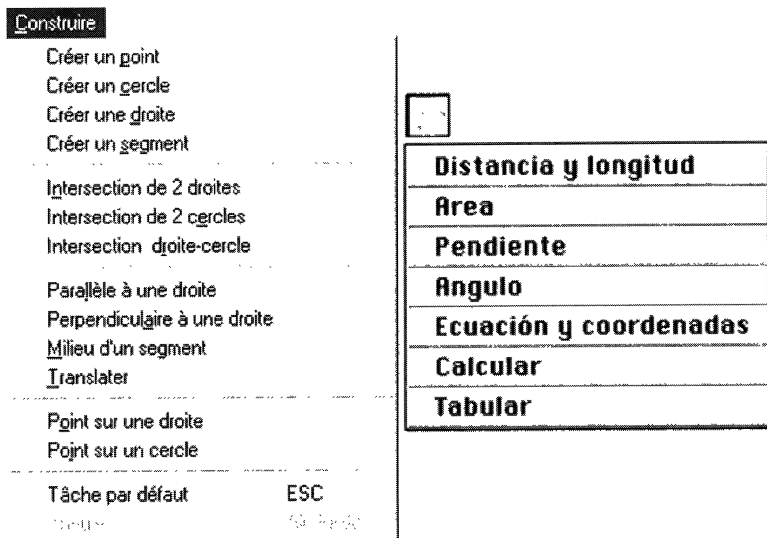 Construire
Créer un point
Créer un cercle
Créer une droite
Créer un segment
Intersection de 2 droites
Intersection de 2 cercles
Intersection droite-cercle
Parallèle à une droite
Perpendiculaire à une droite
Milieu d'un segment
Translater
Point sur une droite
Point sur un cercle
Tâche par défaut ESC
Distancia y longitud
Area
Pendiente
Angulo
Ecuación y coordenadas
Calcular
Tabular